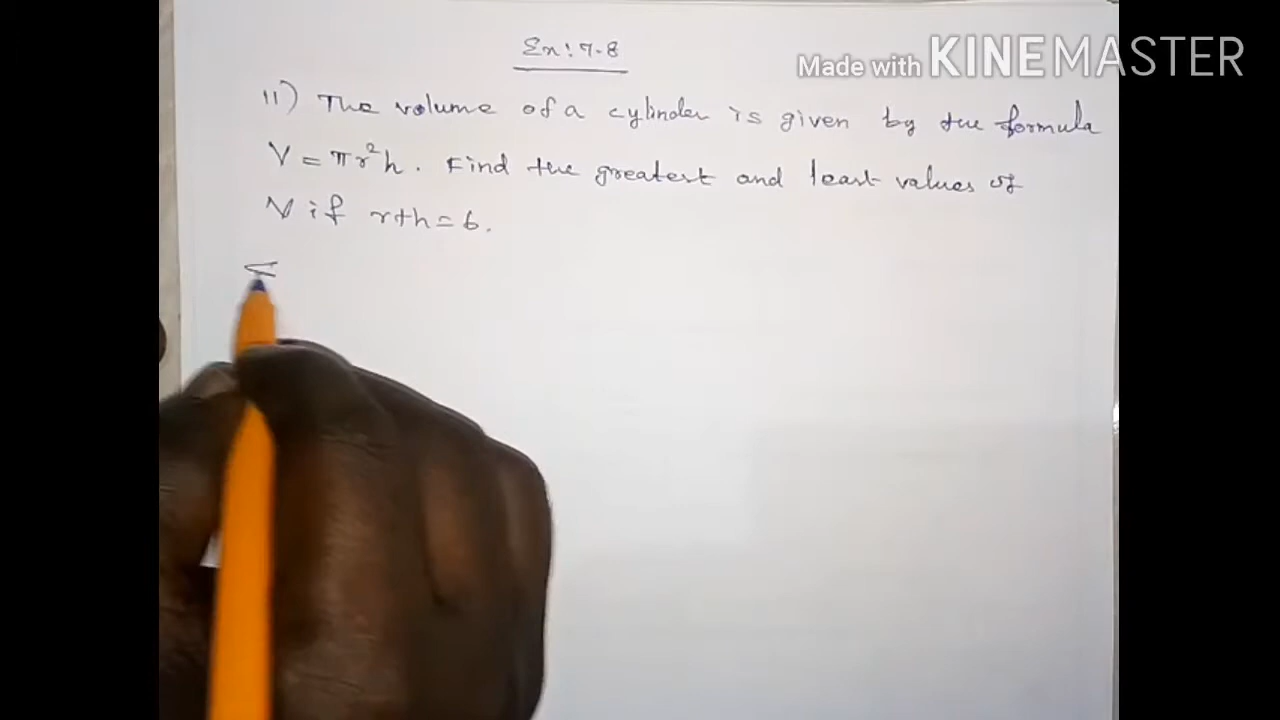 Ex: 7.8
Made with KINEMASTER
11) The volume of a cylinder is given by the formula
V = πr²h. Find the greatest and least values of
V if r+h=6.